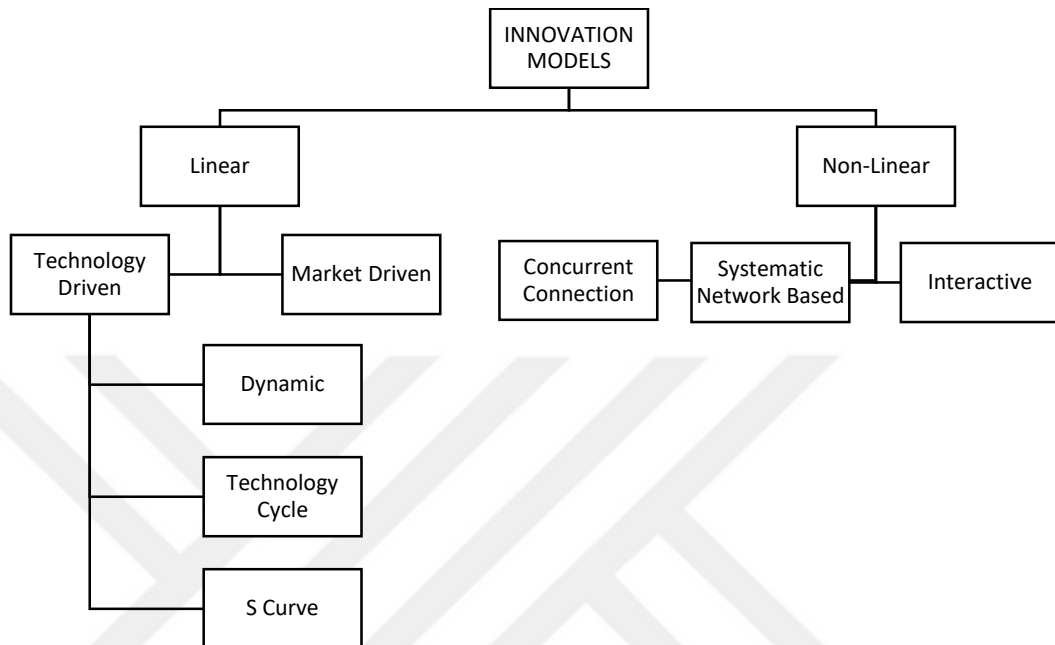 INNOVATION
MODELS
Linear
Non-Linear
Technology
Driven
Market Driven
Concurrent
Connection
Systematic
Network Based
Interactive
Dynamic
Technology
Cycle
S Curve